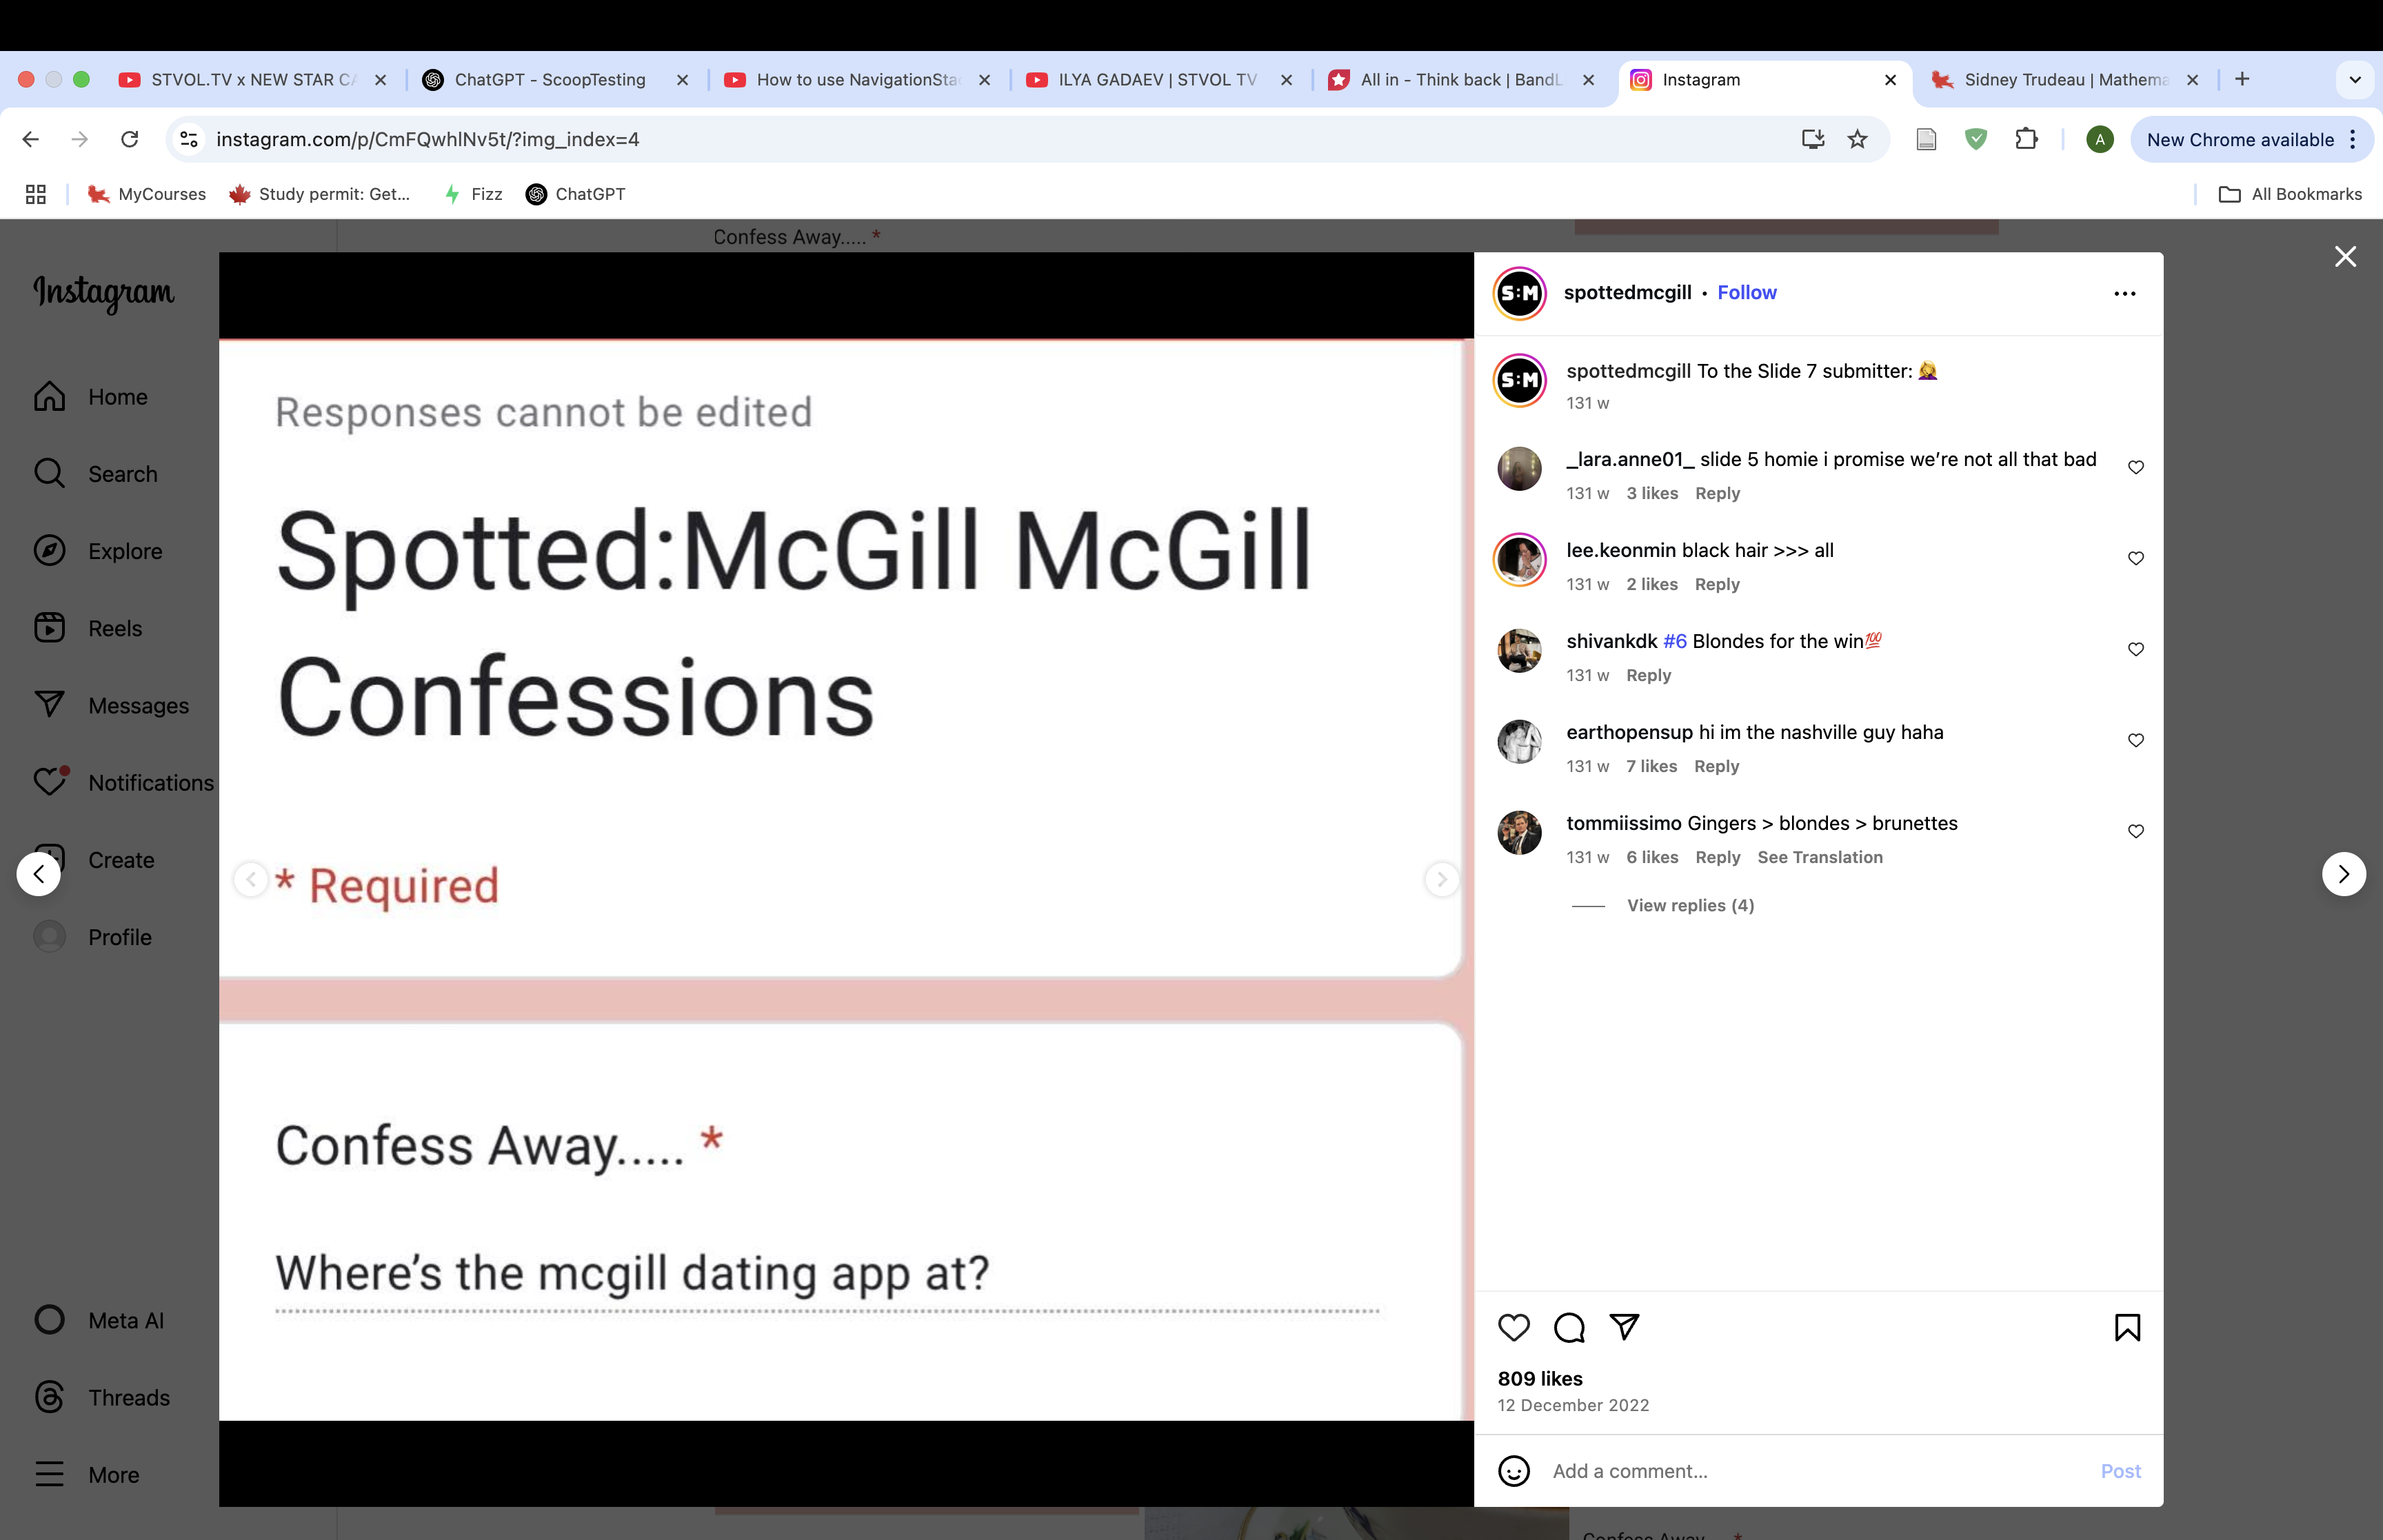 STVOL.TV x NEW STAR CA
ChatGPT - ScoopTesting
How to use NavigationSta
ILYA GADAEV | STVOL TV
All in - Think back | BandL
Instagram
Sidney Trudeau | Mathema
instagram.com/p/CmFQwhlNv5t/?img_index=4
A
New Chrome available
MyCourses
Study permit: Get...
Fizz
ChatGPT
All Bookmarks
Confess Away..... *
Instagram
Home
Search
Explore
Reels
Messages
Notifications
Create
Profile
Meta AI
Threads
More
Responses cannot be edited
Spotted:McGill McGill
Confessions
* Required
Confess Away..... *
Where’s the mcgill dating app at?
S:M
spottedmcgill • Follow
S:M
spottedmcgill To the Slide 7 submitter: 🤦‍♀️
131 w
_lara.anne01_ slide 5 homie i promise we’re not all that bad
131 w 3 likes Reply
lee.keonmin black hair >>> all
131 w 2 likes Reply
shivankdk #6 Blondes for the win💯
131 w Reply
earthopensup hi im the nashville guy haha
131 w 7 likes Reply
tommiissimo Gingers > blondes > brunettes
131 w 6 likes Reply See Translation
View replies (4)
809 likes
12 December 2022
Add a comment...
Post
Confess Away..... *